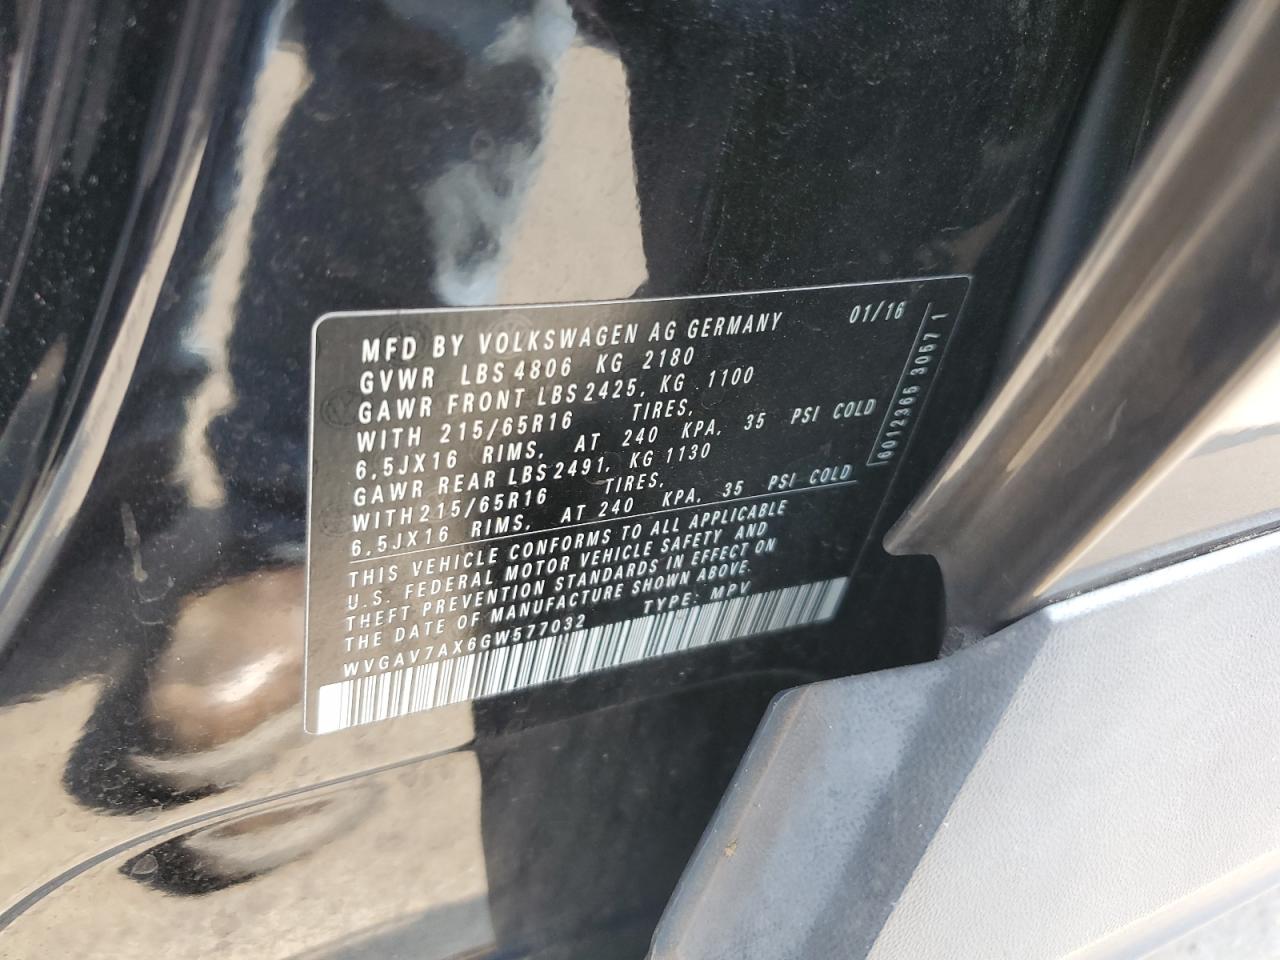 MFD BY VOLKSWAGEN AG GERMANY 01/16
GVWR LBS 4806 KG 2180
GAWR FRONT LBS 2425, KG 1100
WITH 215/65R16 TIRES,
6,5JX16 RIMS, AT 240 KPA, 35 PSI COLD
GAWR REAR LBS 2491, KG 1130
WITH 215/65R16 TIRES,
6,5JX16 RIMS, AT 240 KPA, 35 PSI COLD
THIS VEHICLE CONFORMS TO ALL APPLICABLE
U.S. FEDERAL MOTOR VEHICLE SAFETY AND
THEFT PREVENTION STANDARDS IN EFFECT ON
THE DATE OF MANUFACTURE SHOWN ABOVE.
WVGAV7AX6GW577032 TYPE: MPV
6012366 3057 1